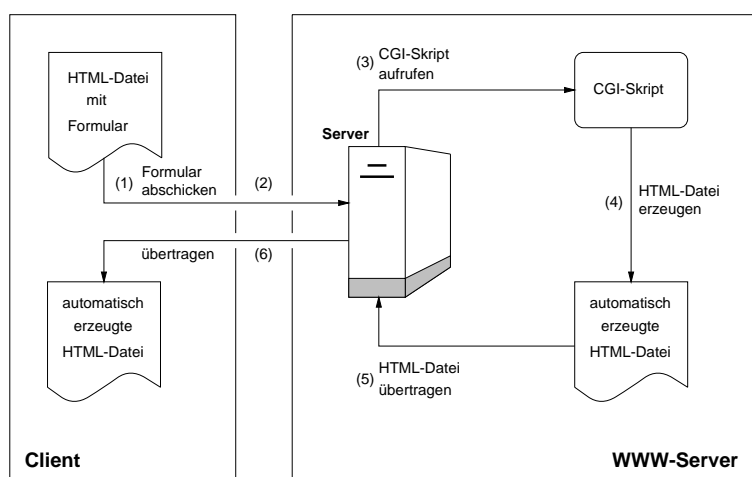 HTML-Datei
mit
Formular
(1) Formular
abschicken
(2)
übertragen
(6)
automatisch
erzeugte
HTML-Datei
Client
(3) CGI-Skript
aufrufen
CGI-Skript
Server
(4) HTML-Datei
erzeugen
automatisch
erzeugte
HTML-Datei
(5) HTML-Datei
übertragen
WWW-Server